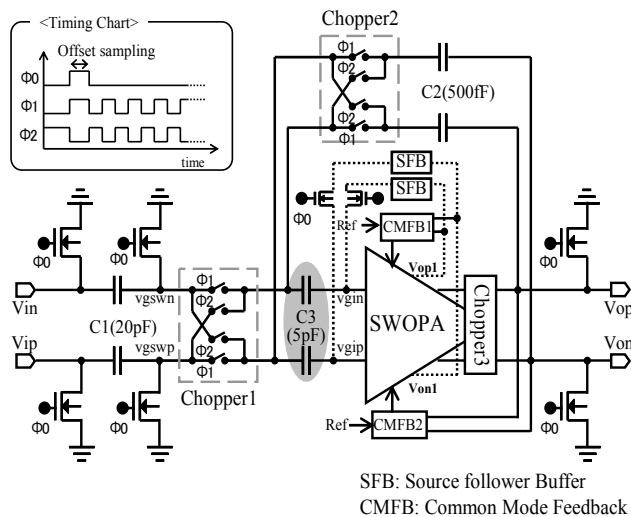 <Timing Chart>
Offset sampling
Φ0
Φ1
Φ2
time
Chopper2
Φ1
Φ2
Φ2
Φ1
C2(500fF)
SFB
SFB
Φ0
Ref
CMFB1
Vop1
Φ0
Φ0
Φ0
Vin
vgswn
Φ1
Φ2
C1(20pF)
C3
(5pF)
vgin
SWOPA
Chopper3
Vop
Vip
vgswp
Φ2
Φ1
vgip
Von1
Von
Chopper1
Φ0
Φ0
Ref
CMFB2
Φ0
SFB: Source follower Buffer
CMFB: Common Mode Feedback